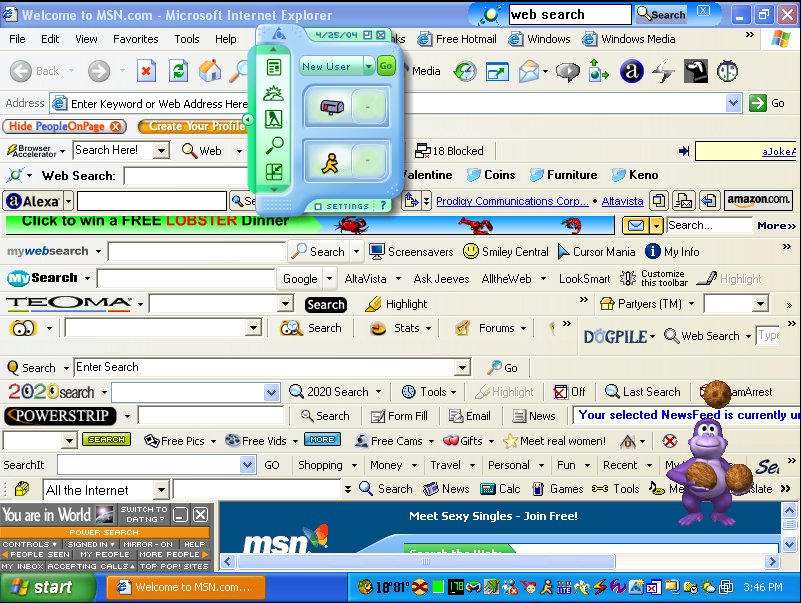 Welcome to MSN.com - Microsoft Internet Explorer
web search Search
File Edit View Favorites Tools Help
4/25/04
Free Hotmail Windows Windows Media »
Back
New User Go
Media
Address Enter Keyword or Web Address Here Go
Hide PeopleOnPage Create Your Profile
Browser Accelerator Search Here! Web
18 Blocked
aJokeA
Web Search:
Valentine Coins Furniture Keno
Alexa
SETTINGS ?
Prodigy Communications Corp... • Altavista amazon.com.
Click to win a FREE LOBSTER Dinner
Search... More»
mywebsearch Search Screensavers Smiley Central Cursor Mania My Info »
My Search Google AltaVista Ask Jeeves AlltheWeb LookSmart Customize this toolbar Highlight
TEOMA Search Highlight » Partyers (TM) »
Search Stats Forums » DOGPILE Web Search Type »
Search Enter Search Go
2020search 2020 Search Tools Highlight Off Last Search
POWERSTRIP Search Form Fill Email News Your selected NewsFeed is currently
SEARCH Free Pics Free Vids MORE Free Cams Gifts Meet real women!
SearchIt GO Shopping Money Travel Personal Fun Recent
All the Internet Search News Calc Games Tools »
You are in World
SWITCH TO DATNG?
POWER SEARCH
CONTROLS SIGNED IN MIRROR - ON HELP
PEOPLE SEEN MY PEOPLE MORE PEOPLE
MY INBOX ACCEPTING CALLS TOP POP! SITES
Meet Sexy Singles - Join Free!
msn
Search the Web:
start Welcome to MSN.com... 18° 81° 3:46 PM